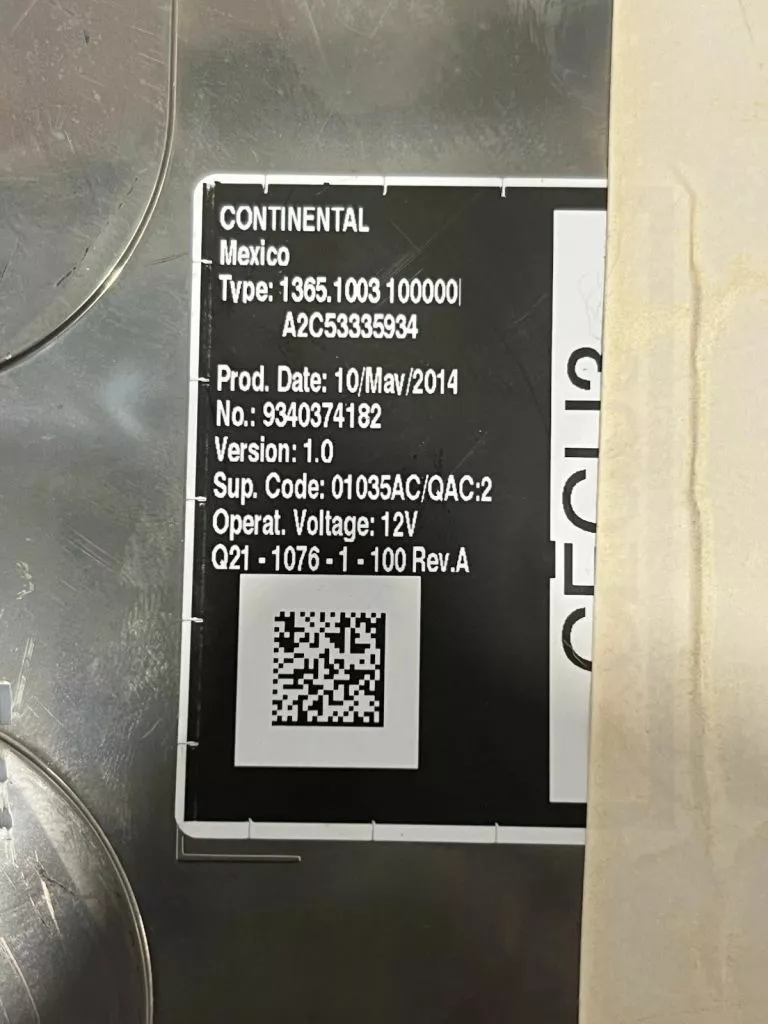 CONTINENTAL
Mexico
Type: 1365.1003 100000
A2C53335934
Prod. Date: 10/May/2014
No.: 9340374182
Version: 1.0
Sup. Code: 01035AC/QAC:2
Operat. Voltage: 12V
Q21 - 1076 - 1 - 100 Rev.A